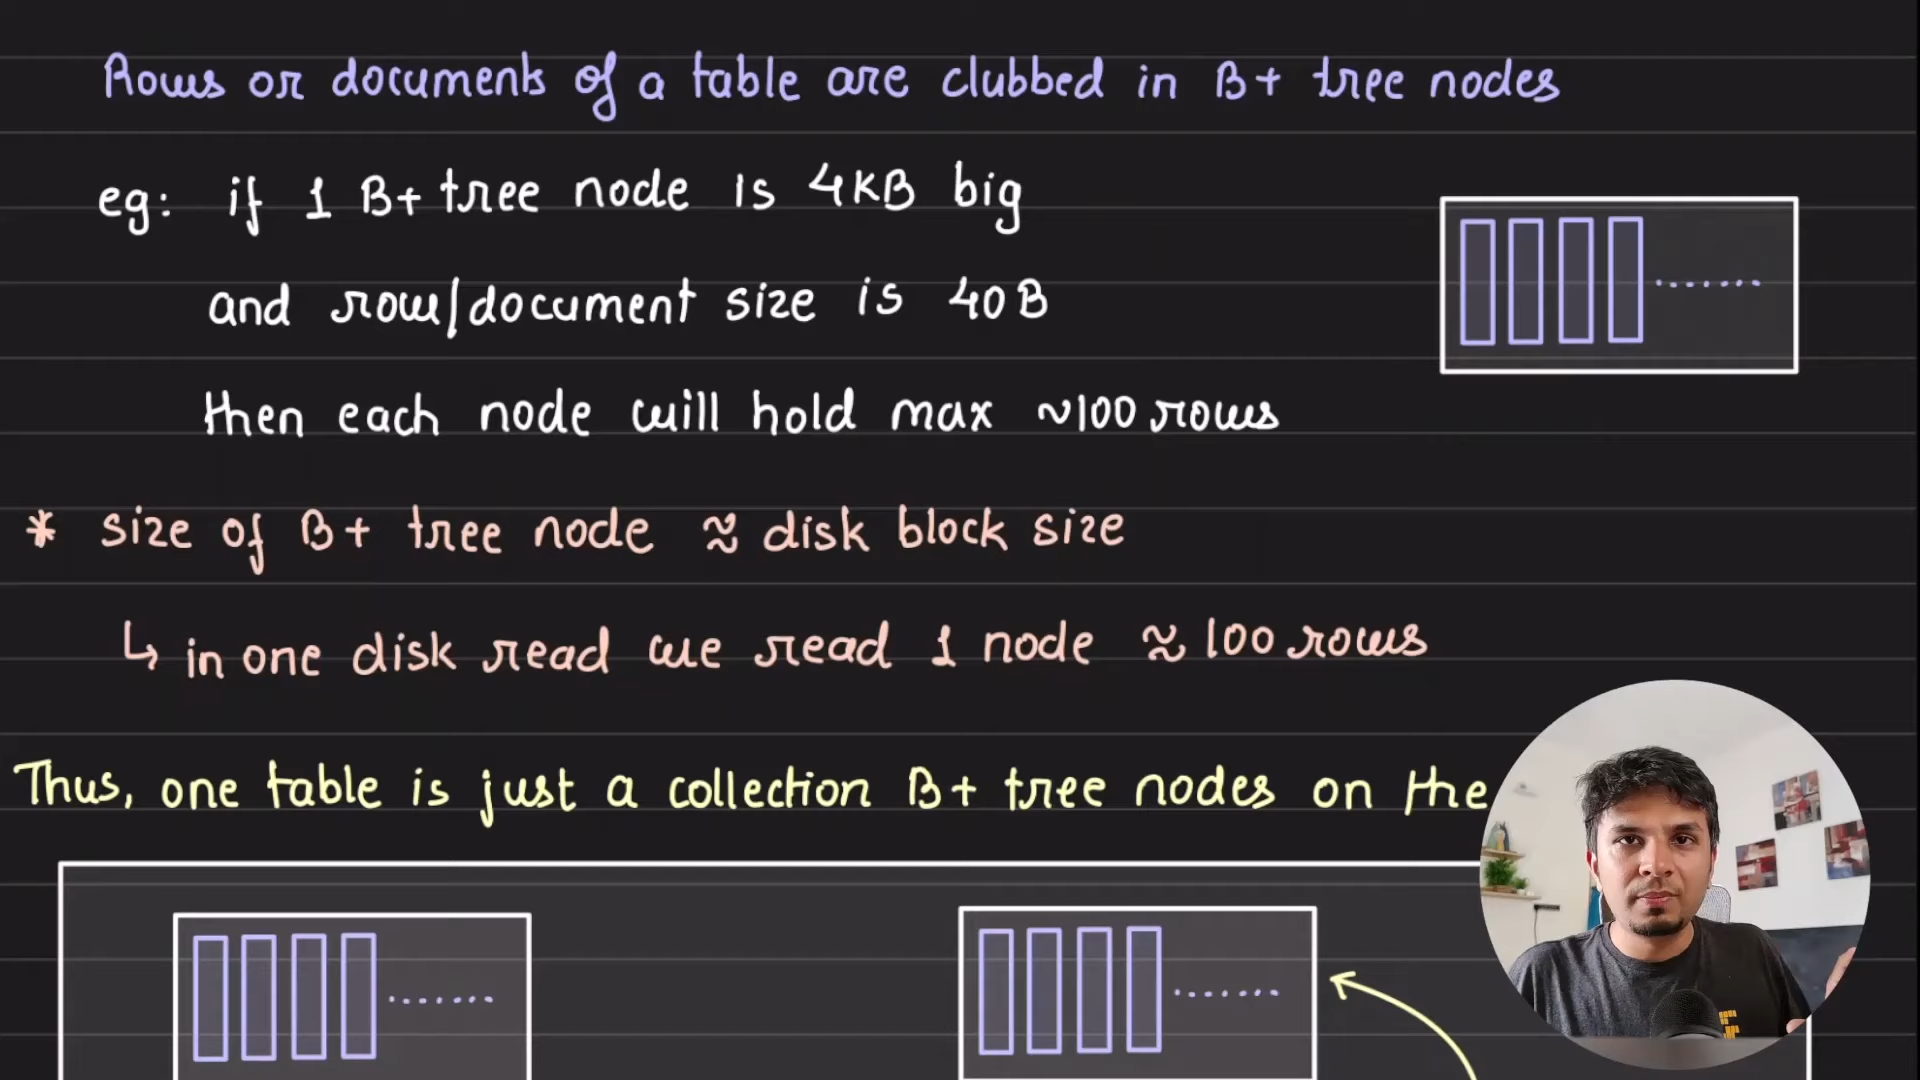 Rows or documents of a table are clubbed in B+ tree nodes
eg: if 1 B+ tree node is 4KB big
and row/document size is 40B
then each node will hold max ~100 rows
* size of B+ tree node ≈ disk block size
↳ in one disk read we read 1 node ≈ 100 rows
Thus, one table is just a collection B+ tree nodes on the